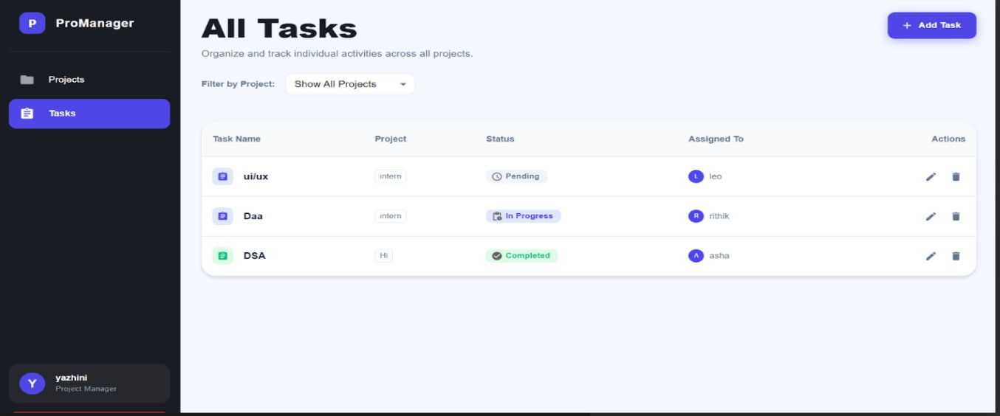 P ProManager
Projects
Tasks
Y yazhini
Project Manager
All Tasks
+ Add Task
Organize and track individual activities across all projects.
Filter by Project: Show All Projects
Task Name Project Status Assigned To Actions
ui/ux intern Pending L leo
Daa intern In Progress R rithik
DSA Hi Completed A asha